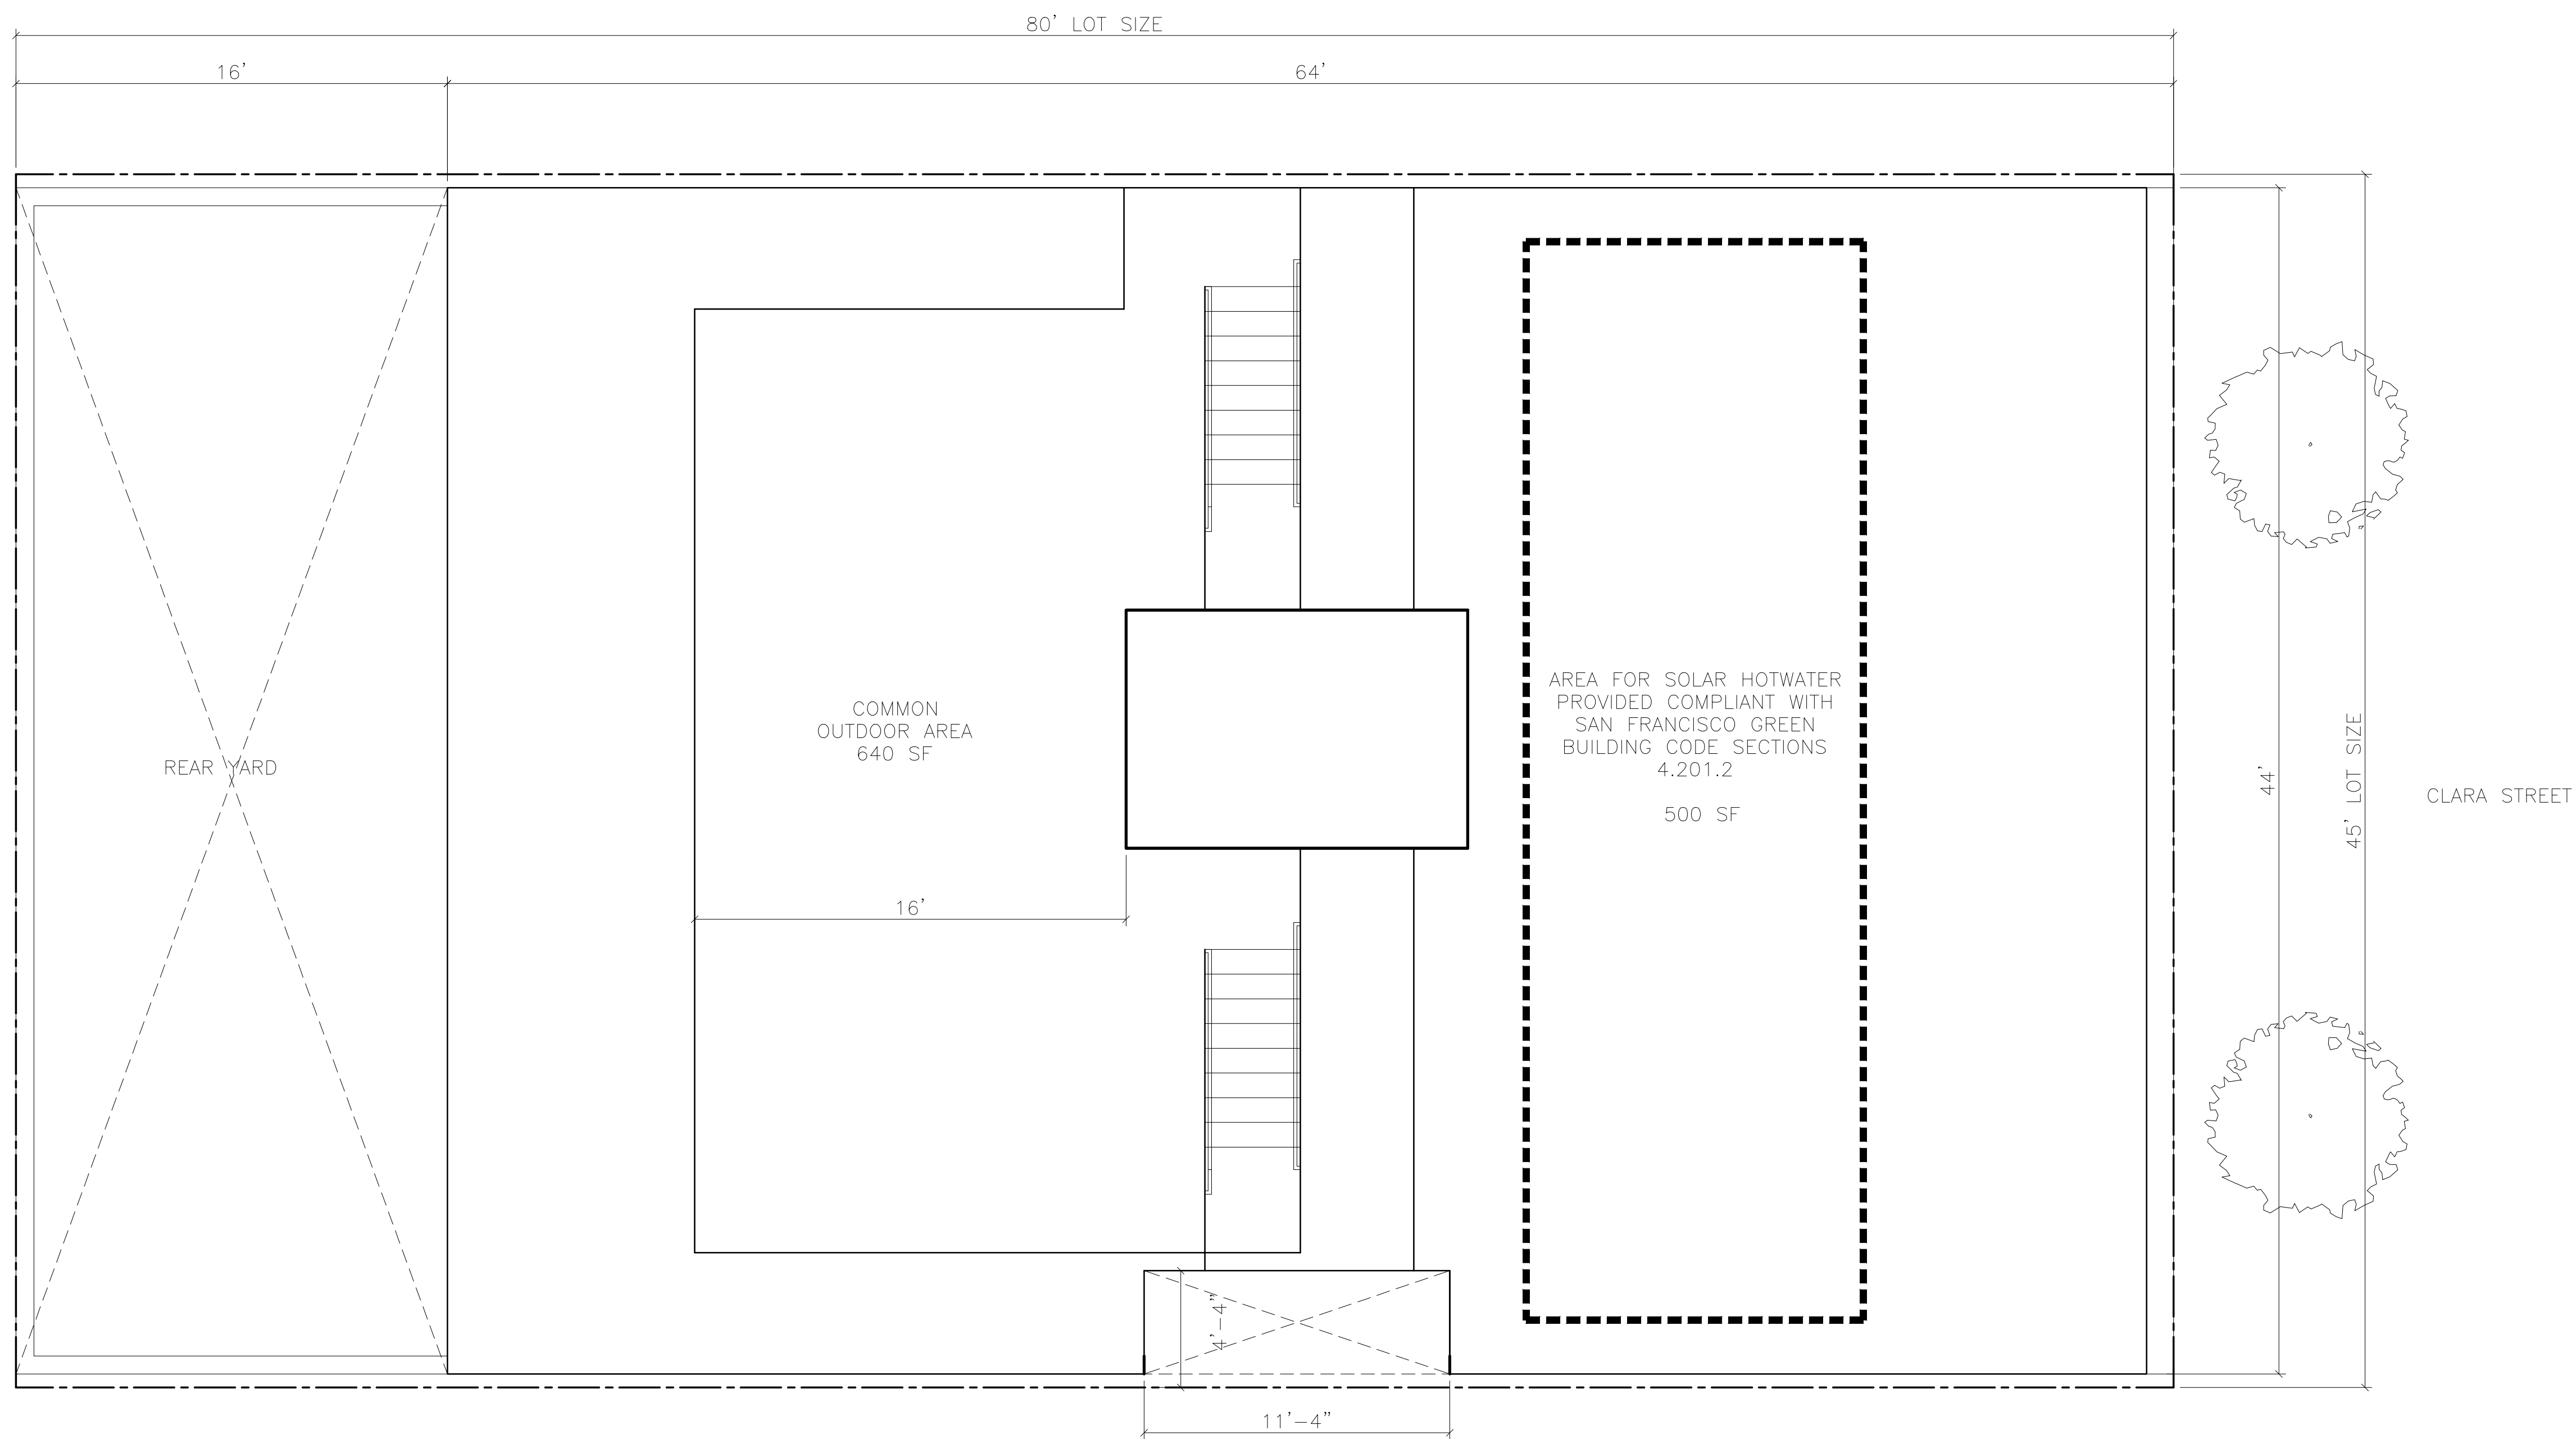 80' LOT SIZE
16'
64'
AREA FOR SOLAR HOTWATER
PROVIDED COMPLIANT WITH
SAN FRANCISCO GREEN
BUILDING CODE SECTIONS
4.201.2
500 SF
COMMON
OUTDOOR AREA
640 SF
REAR YARD
44'
45' LOT SIZE
CLARA STREET
16'
4'-4"
11'-4"